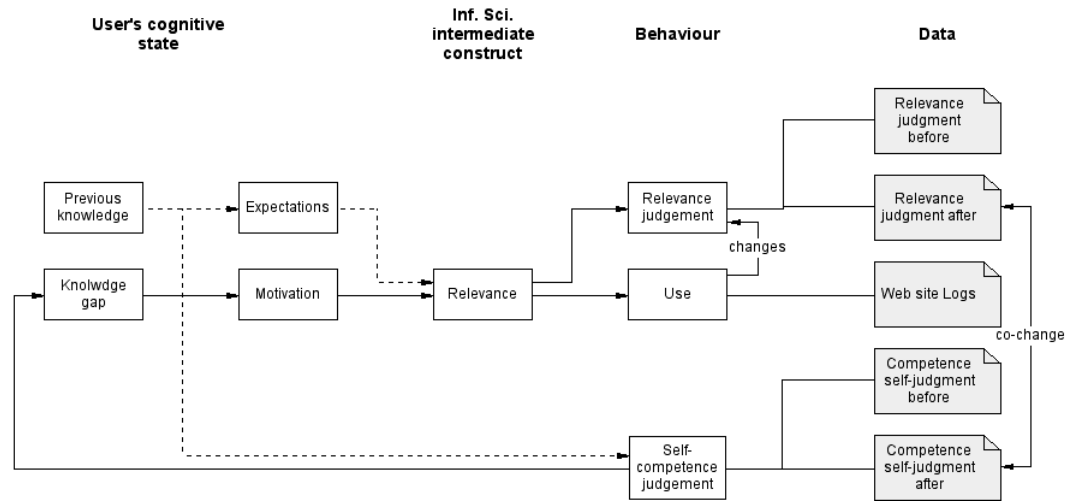 User's cognitive
state
Inf. Sci.
intermediate
construct
Behaviour
Data
Relevance
judgment
before
Previous
knowledge
Expectations
Relevance
judgement
Relevance
judgment after
changes
Knolwdge
gap
Motivation
Relevance
Use
Web site Logs
co-change
Competence
self-judgment
before
Self-
competence
judgement
Competence
self-judgment
after